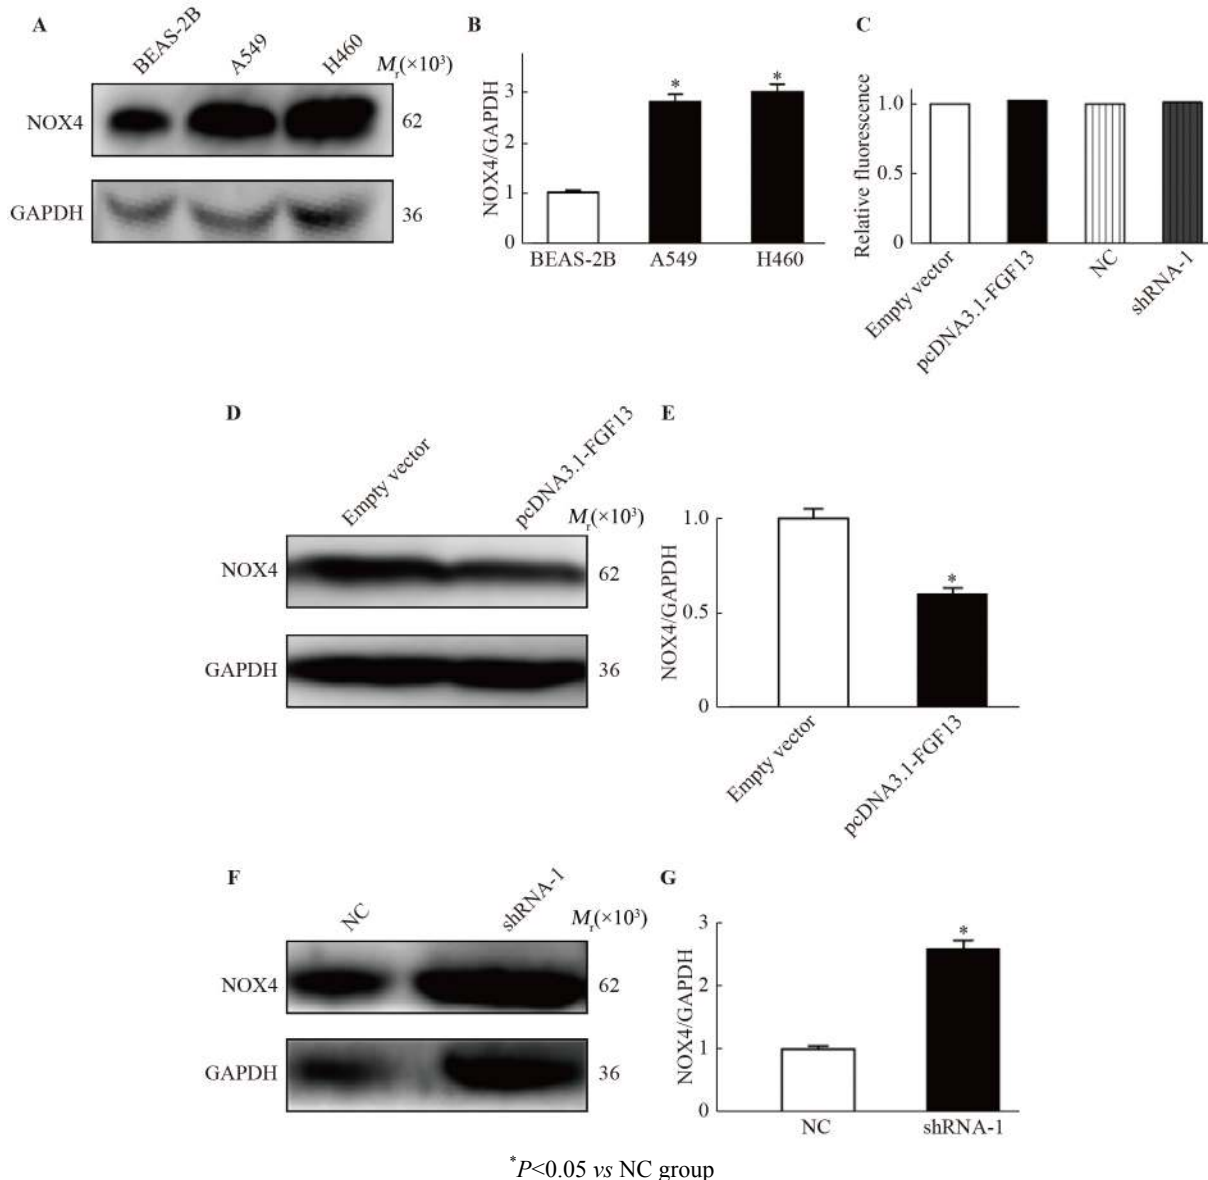 A
BEAS-2B
A549
H460
Mr(×10³)
NOX4
62
GAPDH
36
B
NOX4/GAPDH
3
2
1
0
*
*
BEAS-2B
A549
H460
C
Relative fluorescence
1.0
0.5
0
Empty vector
pcDNA3.1-FGF13
NC
shRNA-1
D
Empty vector
pcDNA3.1-FGF13
Mr(×10³)
NOX4
62
GAPDH
36
E
NOX4/GAPDH
1.0
0.5
0
*
Empty vector
pcDNA3.1-FGF13
F
NC
shRNA-1
Mr(×10³)
NOX4
62
GAPDH
36
G
NOX4/GAPDH
3
2
1
0
*
NC
shRNA-1
*P<0.05 vs NC group